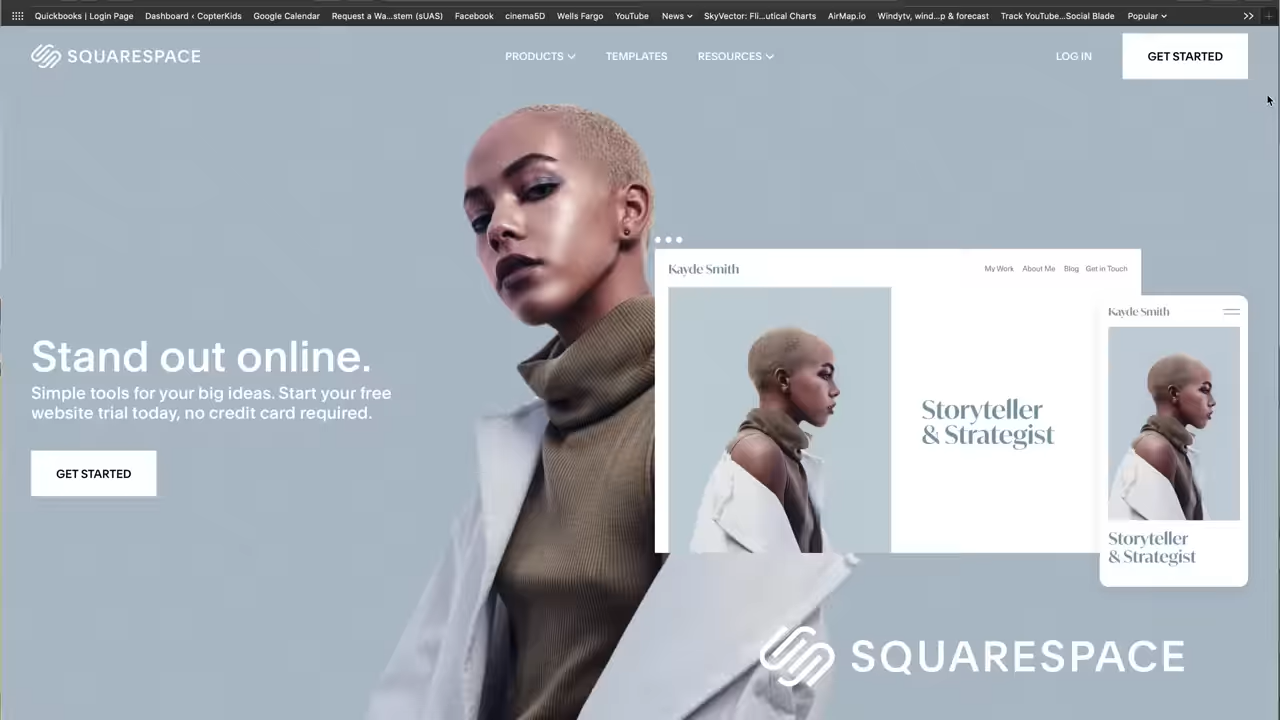 Quickbooks | Login Page Dashboard ‹ CopterKids Google Calendar Request a Wa...stem (sUAS) Facebook cinema5D Wells Fargo YouTube News SkyVector: Fli...utical Charts AirMap.io Windytv, wind...p & forecast Track YouTube...Social Blade Popular
SQUARESPACE PRODUCTS TEMPLATES RESOURCES LOG IN GET STARTED
Kayde Smith My Work About Me Blog Get in Touch
Kayde Smith
Stand out online.
Simple tools for your big ideas. Start your free
website trial today, no credit card required.
GET STARTED
Storyteller
& Strategist
Storyteller
& Strategist
SQUARESPACE